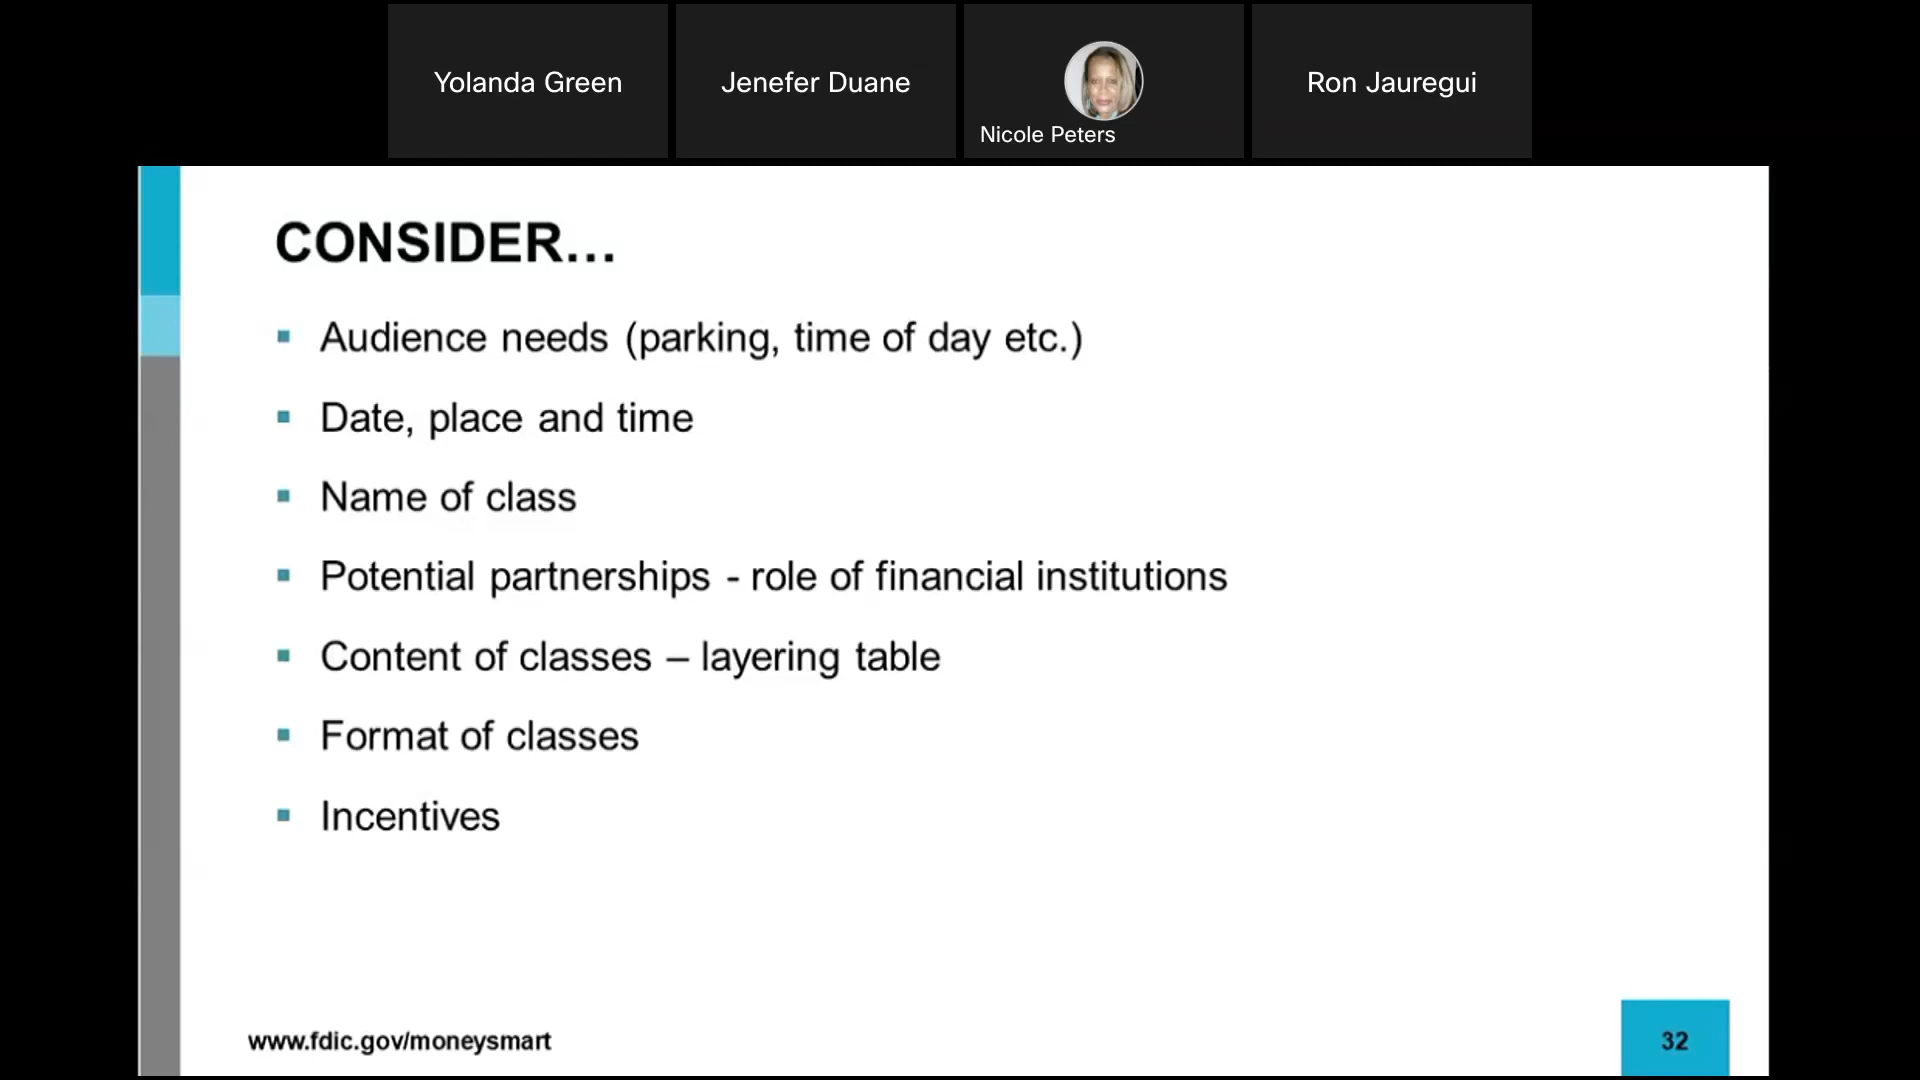 Yolanda Green
Jenefer Duane
Nicole Peters
Ron Jauregui
CONSIDER...
▪ Audience needs (parking, time of day etc.)
▪ Date, place and time
▪ Name of class
▪ Potential partnerships - role of financial institutions
▪ Content of classes – layering table
▪ Format of classes
▪ Incentives
www.fdic.gov/moneysmart
32